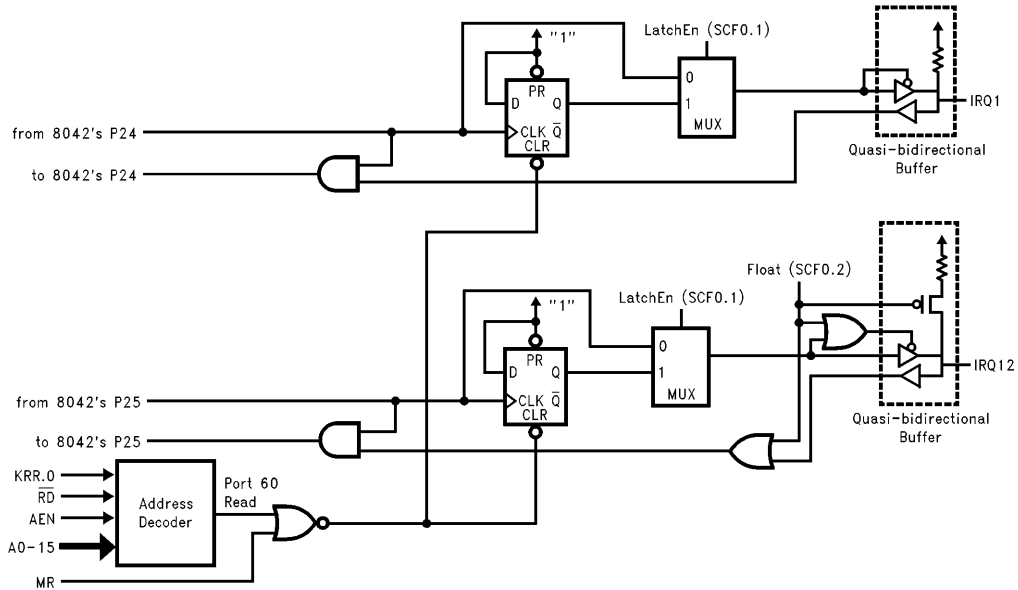 LatchEn (SCF0.1)
"1"
PR
D Q
CLK Q̅
CLR
0
1
MUX
IRQ1
Quasi-bidirectional
Buffer
from 8042's P24
to 8042's P24
Float (SCF0.2)
LatchEn (SCF0.1)
"1"
PR
D Q
CLK Q̅
CLR
0
1
MUX
IRQ12
Quasi-bidirectional
Buffer
from 8042's P25
to 8042's P25
KRR.0
R̅D̅
AEN
A0-15
MR
Address
Decoder
Port 60
Read